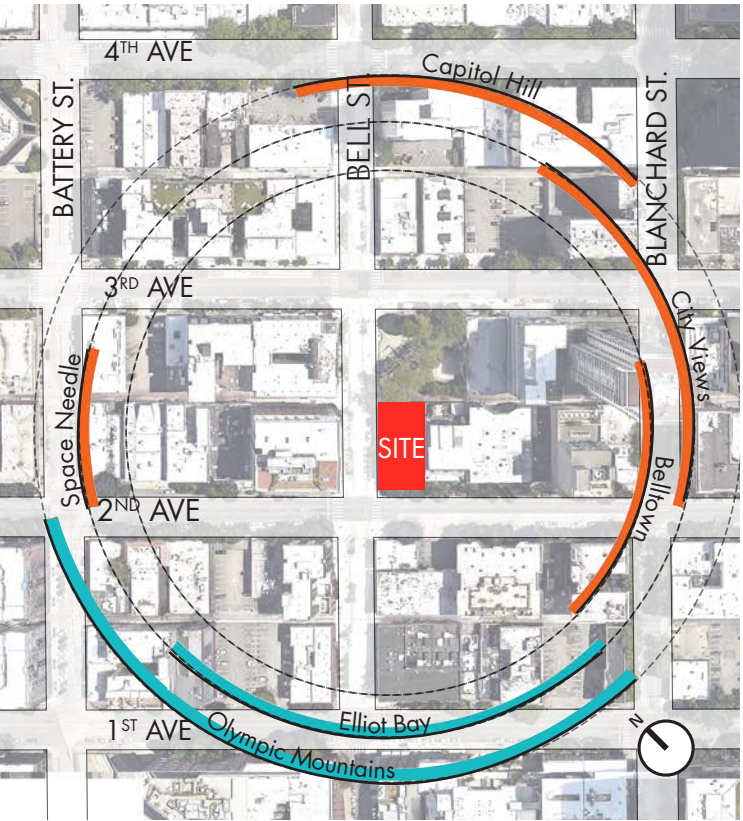 4TH AVE
Capitol Hill
BATTERY ST.
BELL ST.
BLANCHARD ST.
3RD AVE
City Views
Space Needle
SITE
Belltown
2ND AVE
1ST AVE
Elliot Bay
Olympic Mountains
N